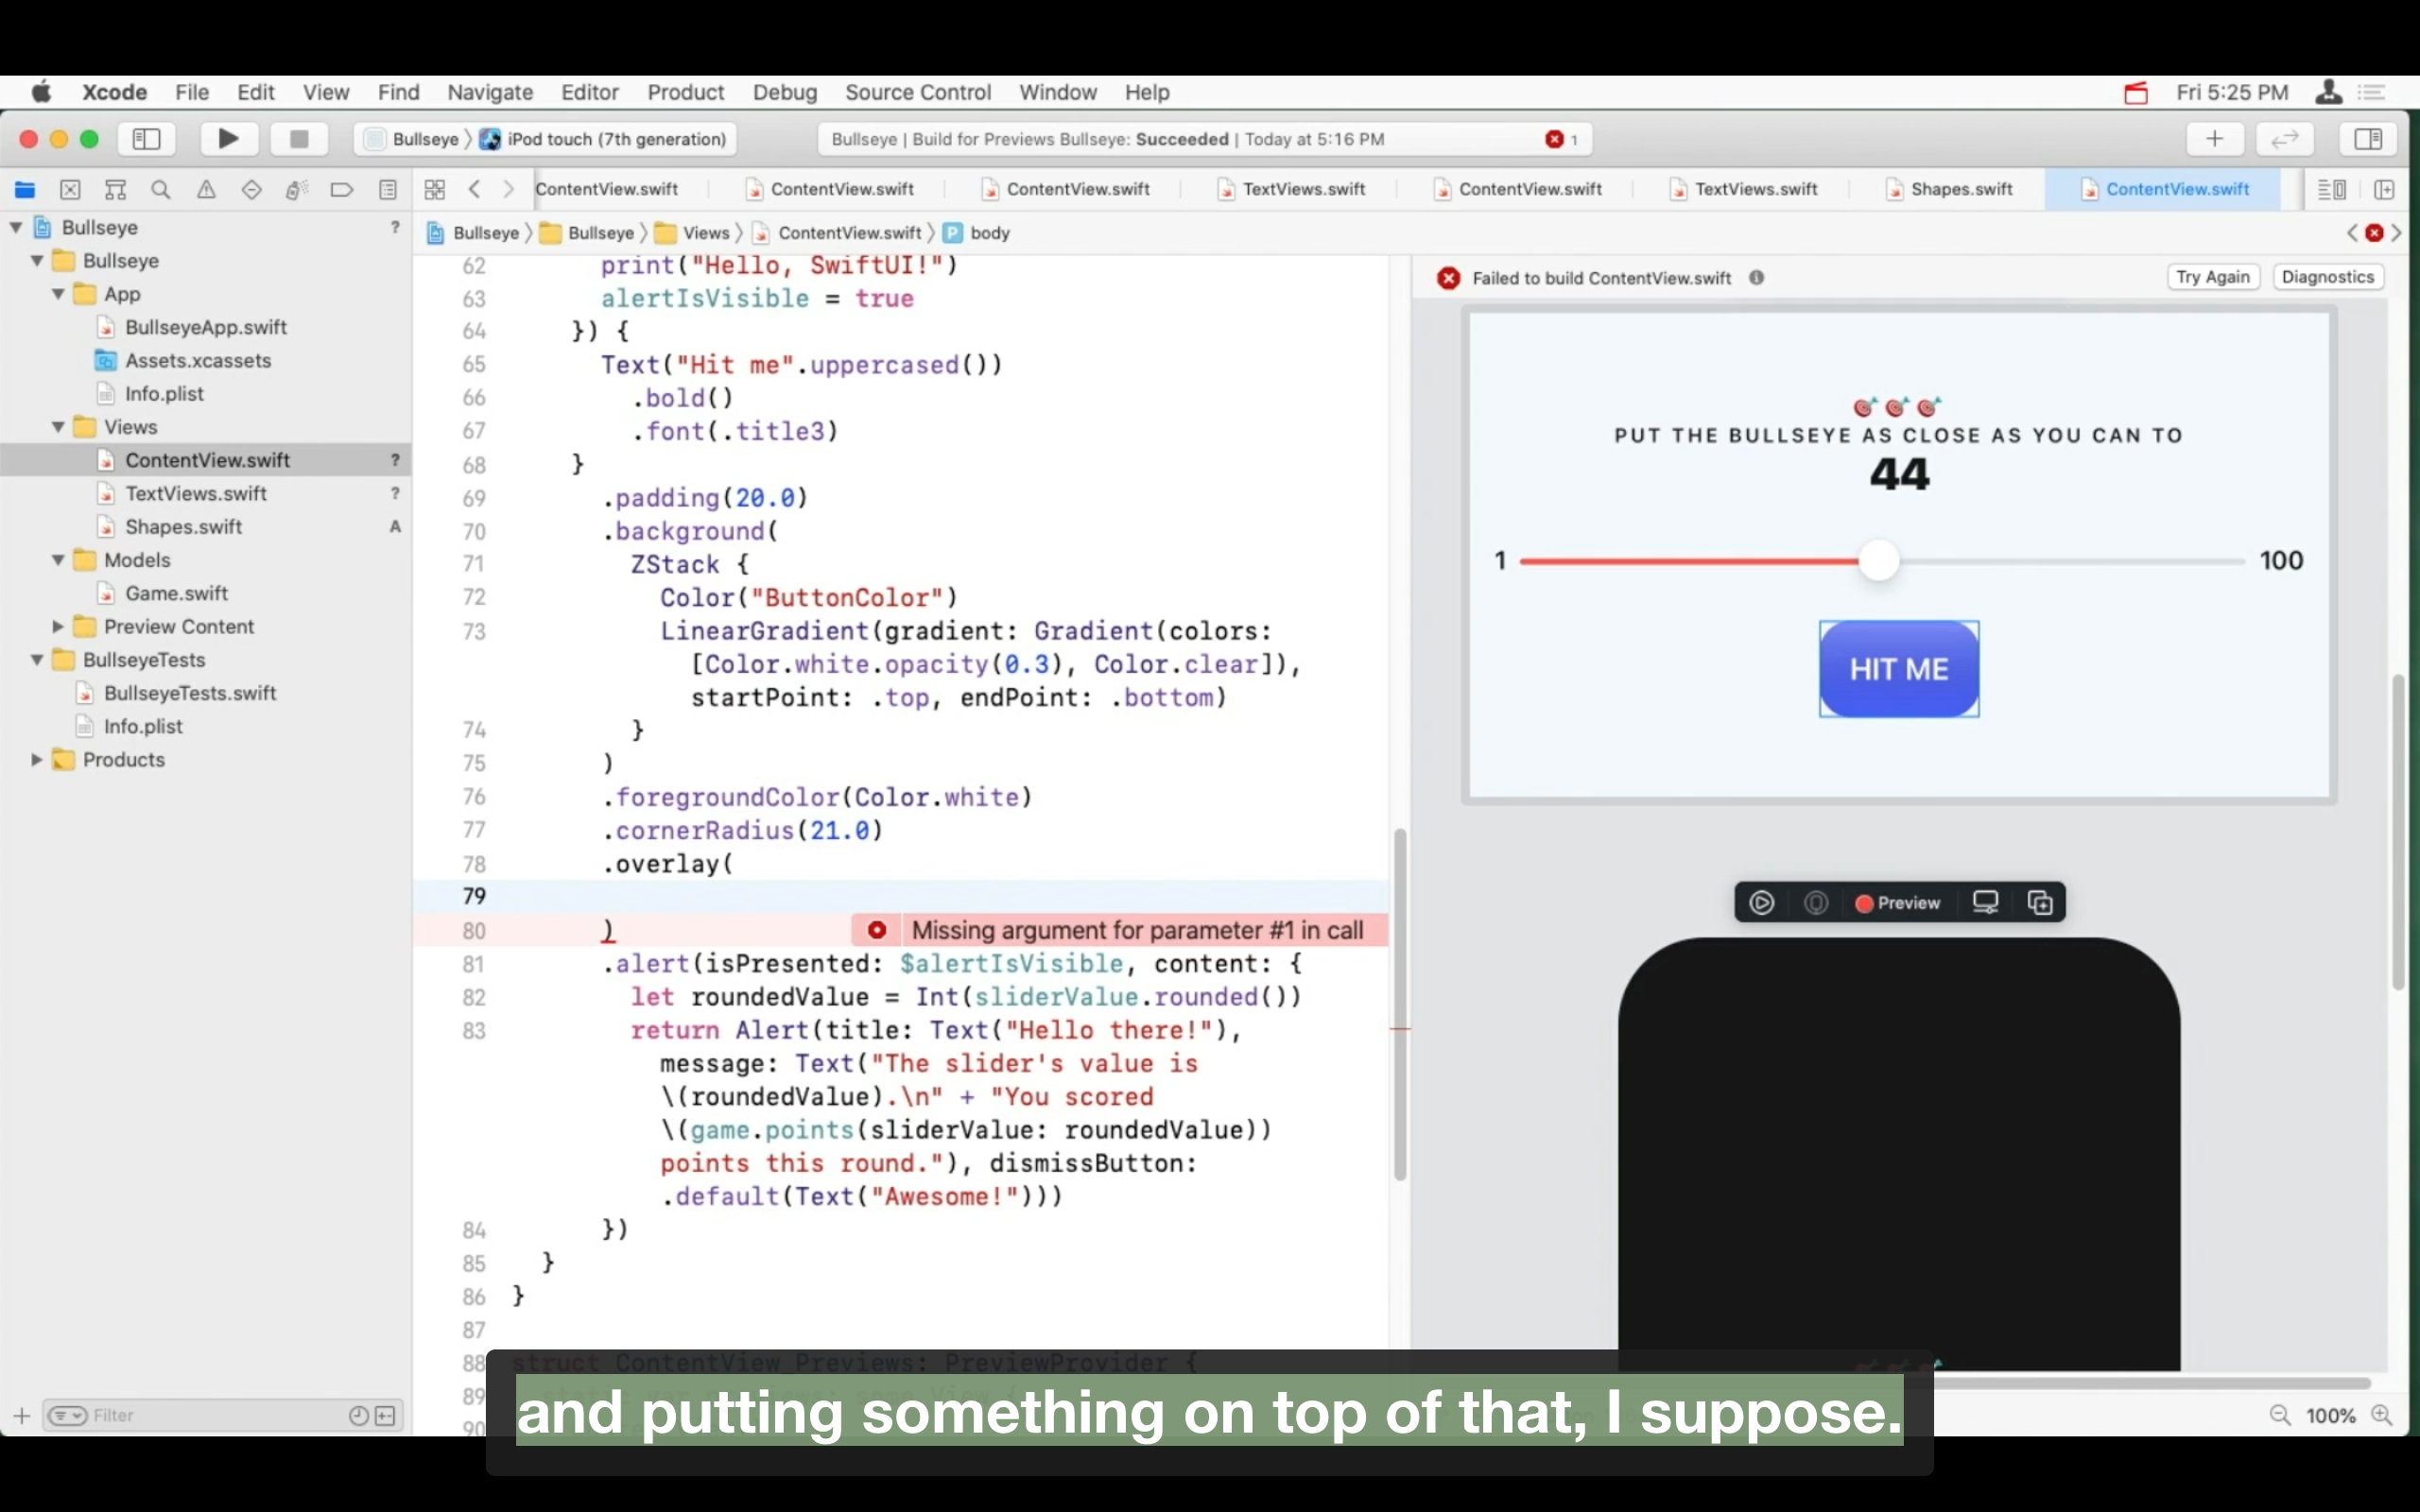 Xcode File Edit View Find Navigate Editor Product Debug Source Control Window Help Fri 5:25 PM
Bullseye iPod touch (7th generation) Bullseye | Build for Previews Bullseye: Succeeded | Today at 5:16 PM 1
ContentView.swift ContentView.swift ContentView.swift TextViews.swift ContentView.swift TextViews.swift Shapes.swift ContentView.swift
Bullseye ?
Bullseye
App
BullseyeApp.swift
Assets.xcassets
Info.plist
Views
ContentView.swift ?
TextViews.swift ?
Shapes.swift A
Models
Game.swift
Preview Content
BullseyeTests
BullseyeTests.swift
Info.plist
Products
Filter
Bullseye Bullseye Views ContentView.swift P body
62 print("Hello, SwiftUI!")
63 alertIsVisible = true
64 }) {
65 Text("Hit me".uppercased())
66 .bold()
67 .font(.title3)
68 }
69 .padding(20.0)
70 .background(
71 ZStack {
72 Color("ButtonColor")
73 LinearGradient(gradient: Gradient(colors:
[Color.white.opacity(0.3), Color.clear]),
startPoint: .top, endPoint: .bottom)
74 }
75 )
76 .foregroundColor(Color.white)
77 .cornerRadius(21.0)
78 .overlay(
79
80 ) Missing argument for parameter #1 in call
81 .alert(isPresented: $alertIsVisible, content: {
82 let roundedValue = Int(sliderValue.rounded())
83 return Alert(title: Text("Hello there!"),
message: Text("The slider's value is
\(roundedValue).\n" + "You scored
\(game.points(sliderValue: roundedValue))
points this round."), dismissButton:
.default(Text("Awesome!")))
84 })
85 }
86 }
87
88 struct ContentView_Previews: PreviewProvider {
89
90
Failed to build ContentView.swift Try Again Diagnostics
🎯🎯🎯
PUT THE BULLSEYE AS CLOSE AS YOU CAN TO
44
1 100
HIT ME
Preview
100%
and putting something on top of that, I suppose.